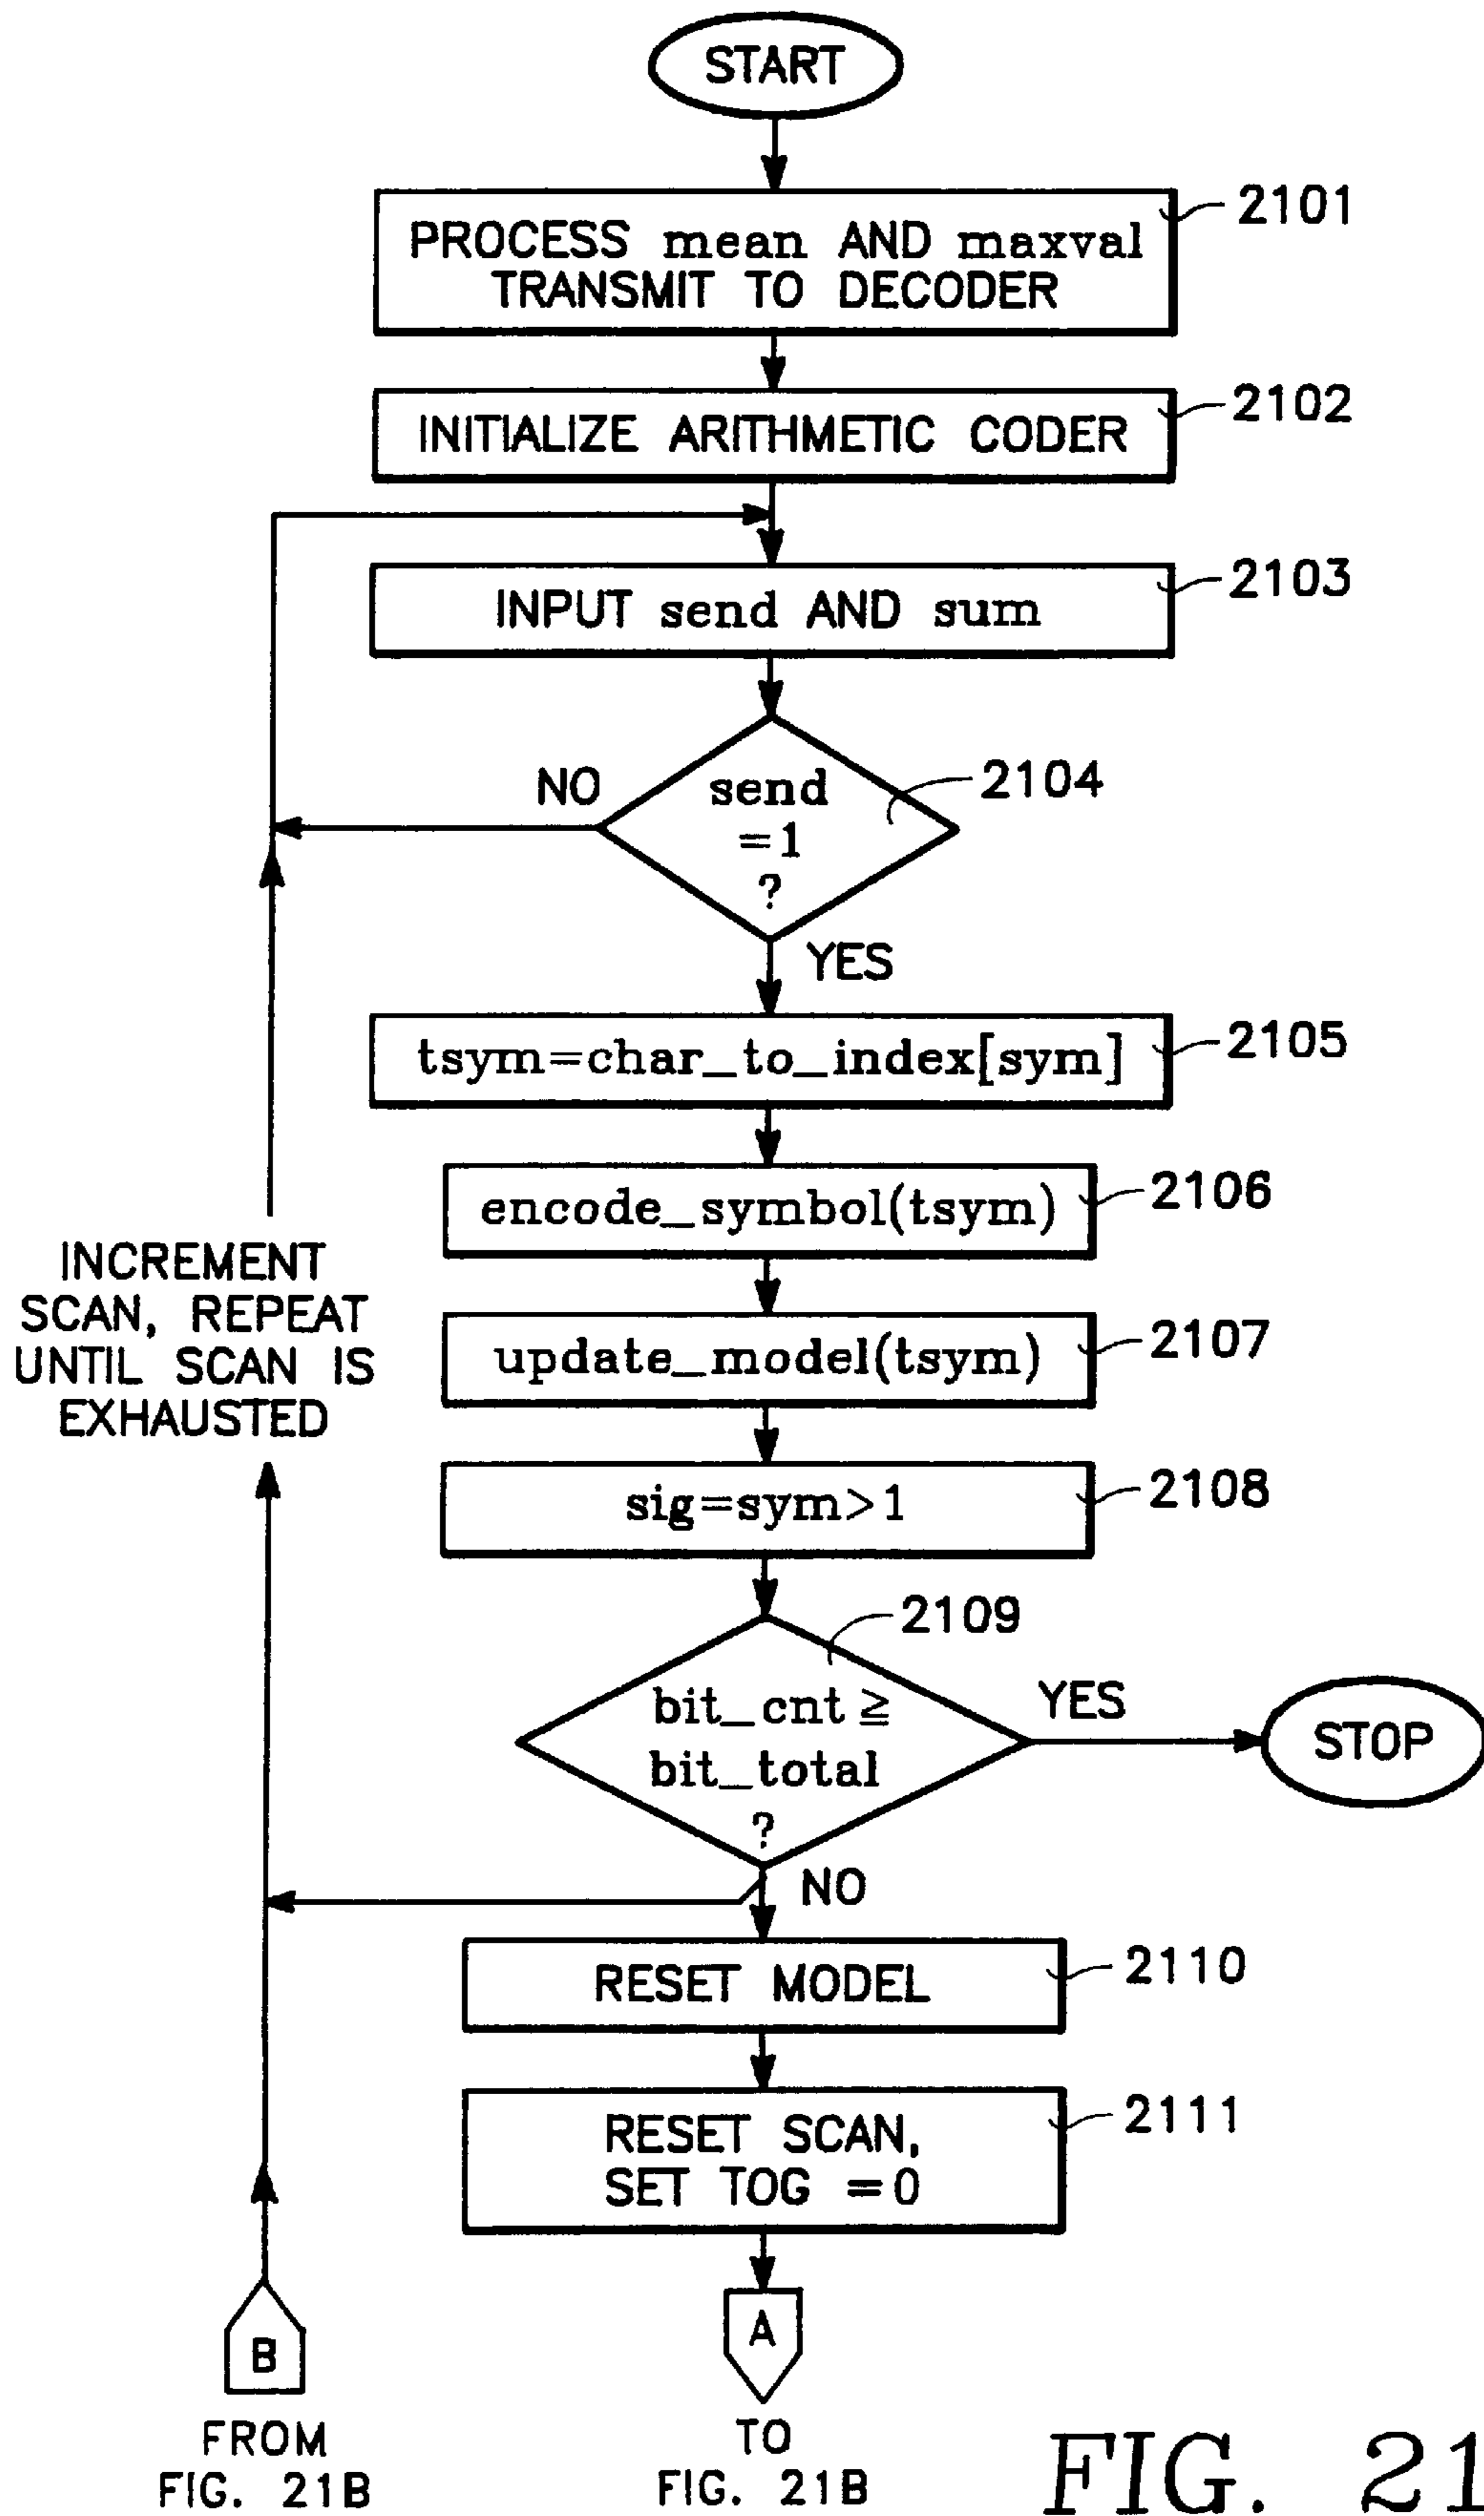 START
2101
PROCESS mean AND maxval
TRANSMIT TO DECODER
2102
INITIALIZE ARITHMETIC CODER
2103
INPUT send AND sum
2104
NO
send
=1
?
YES
tsym=char_to_index[sym]
2105
encode_symbol(tsym)
2106
INCREMENT
SCAN, REPEAT
UNTIL SCAN IS
EXHAUSTED
update_model(tsym)
2107
sig=sym>1
2108
2109
bit_cnt ≧
bit_total
?
YES
STOP
NO
RESET MODEL
2110
RESET SCAN,
SET TOG =0
2111
B
A
FROM
FIG. 21B
TO
FIG. 21B
FIG. 21